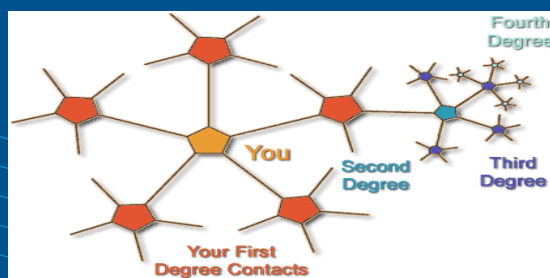 Fourth
Degree
You
Second
Degree
Third
Degree
Your First
Degree Contacts